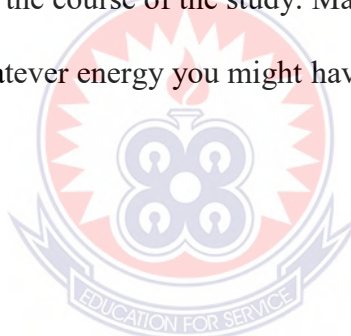 the course of the study. Ma
atever energy you might hav
EDUCATION FOR SERVICE